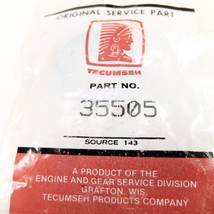 ORIGINAL SERVICE PART
TECUMSEH
PART NO.
35505
SOURCE 143
A PRODUCT OF THE
ENGINE AND GEAR SERVICE DIVISION
GRAFTON, WIS.
TECUMSEH PRODUCTS COMPANY